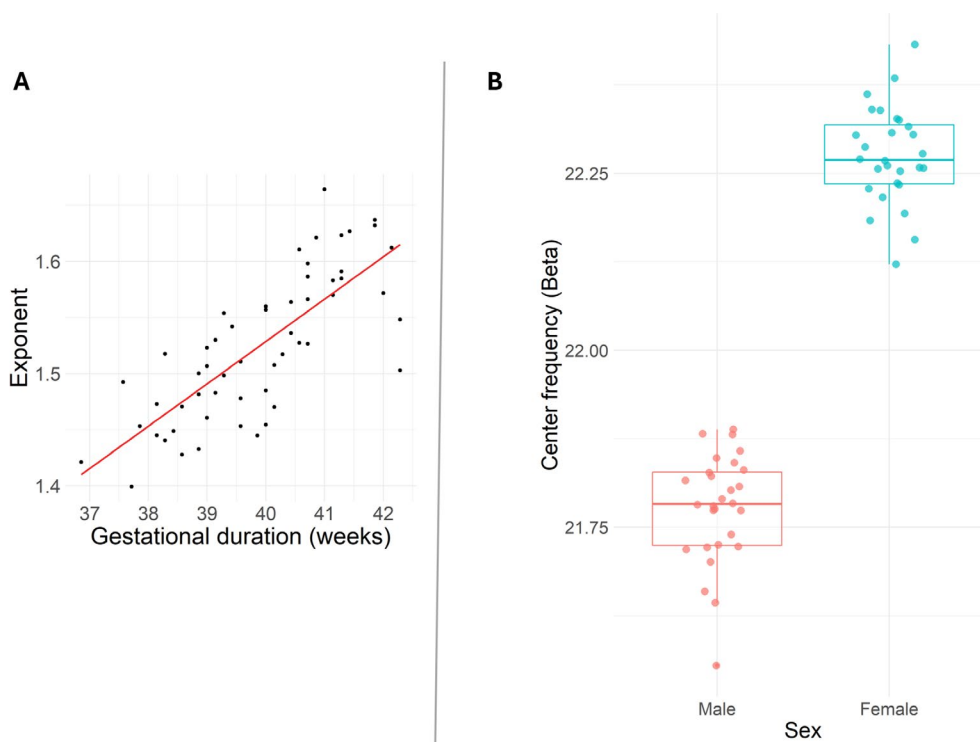 A
Exponent
1.6
1.5
1.4
37 38 39 40 41 42
Gestational duration (weeks)
B
Center frequency (Beta)
22.25
22.00
21.75
Male Female
Sex